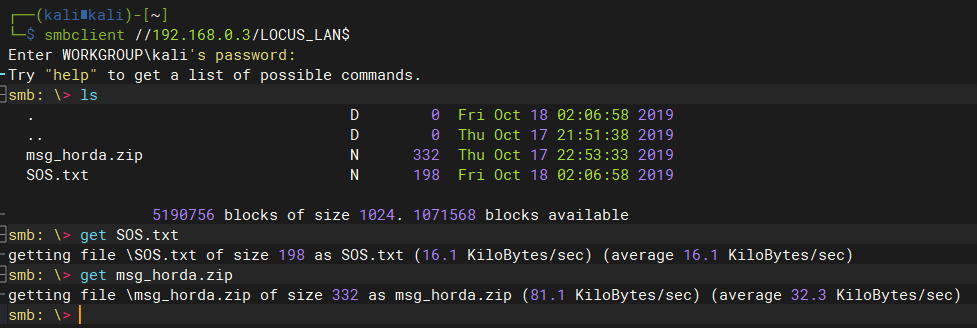 ┌──(kali㉿kali)-[~]
└─$ smbclient //192.168.0.3/LOCUS_LAN$
Enter WORKGROUP\kali's password:
Try "help" to get a list of possible commands.
smb: \> ls
  .                                   D        0  Fri Oct 18 02:06:58 2019
  ..                                  D        0  Thu Oct 17 21:51:38 2019
  msg_horda.zip                       N      332  Thu Oct 17 22:53:33 2019
  SOS.txt                             N      198  Fri Oct 18 02:06:58 2019
                5190756 blocks of size 1024. 1071568 blocks available
smb: \> get SOS.txt
getting file \SOS.txt of size 198 as SOS.txt (16.1 KiloBytes/sec) (average 16.1 KiloBytes/sec)
smb: \> get msg_horda.zip
getting file \msg_horda.zip of size 332 as msg_horda.zip (81.1 KiloBytes/sec) (average 32.3 KiloBytes/sec)
smb: \>